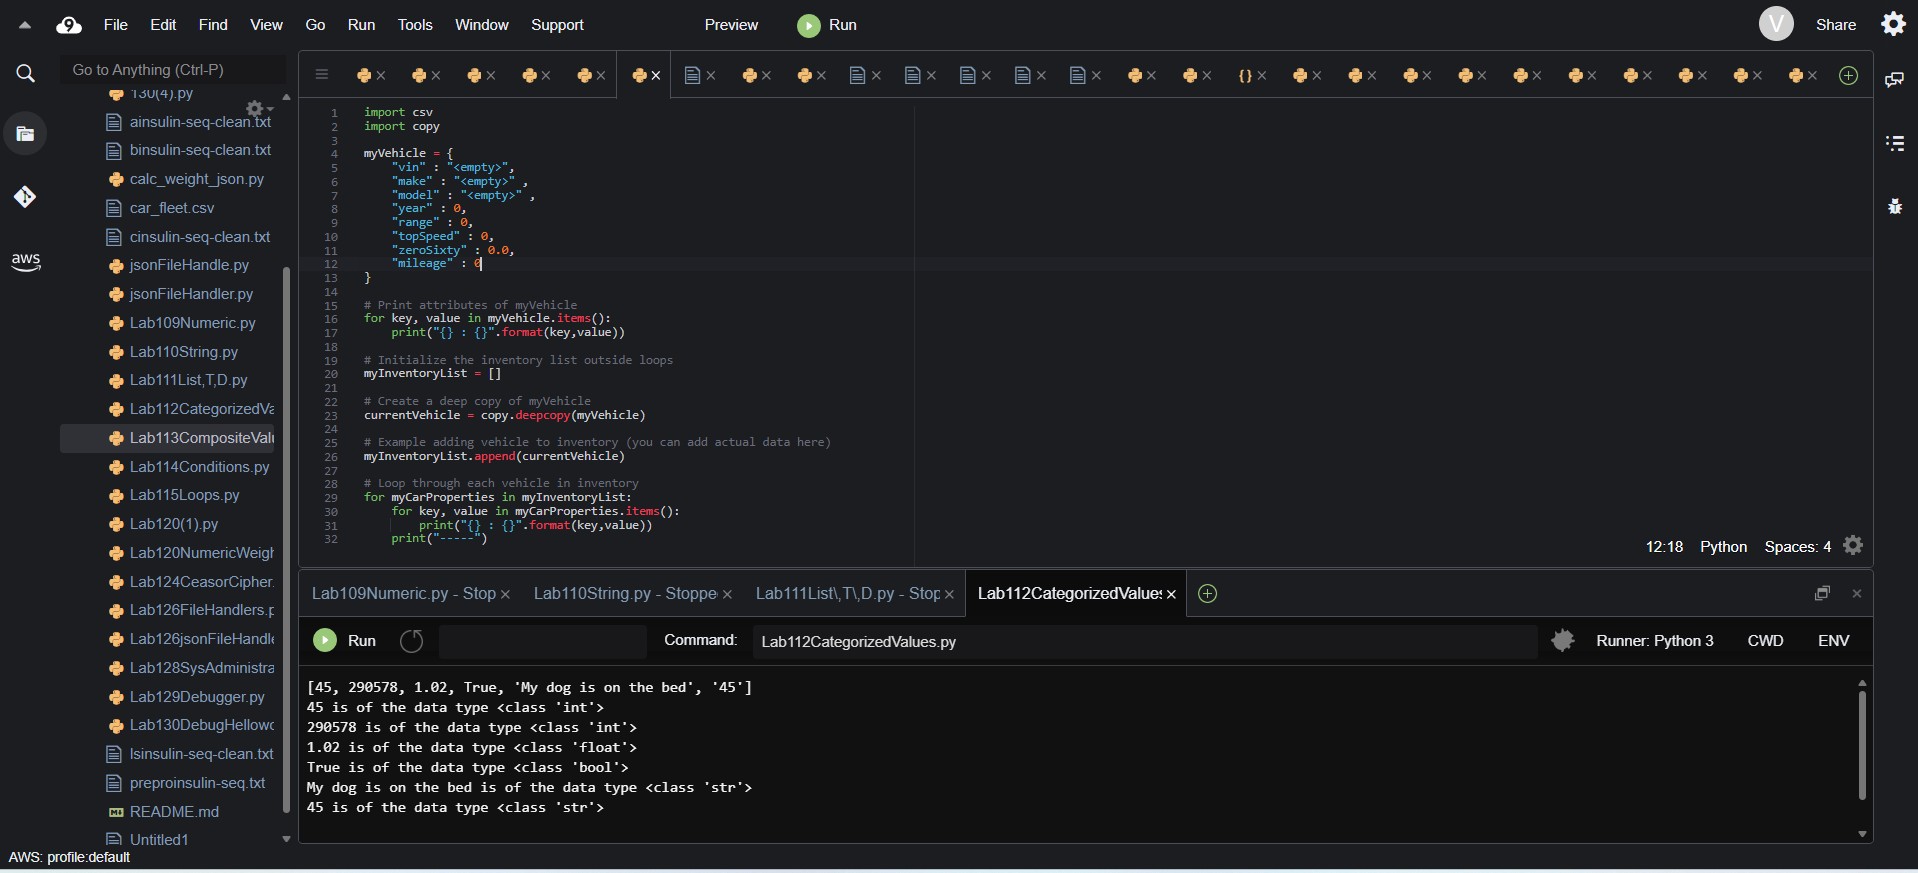 File Edit Find View Go Run Tools Window Support Preview Run V Share
Go to Anything (Ctrl-P)
130(4).py
ainsulin-seq-clean.txt
binsulin-seq-clean.txt
calc_weight_json.py
car_fleet.csv
cinsulin-seq-clean.txt
jsonFileHandle.py
jsonFileHandler.py
Lab109Numeric.py
Lab110String.py
Lab111List,T,D.py
Lab112CategorizedVa
Lab113CompositeValu
Lab114Conditions.py
Lab115Loops.py
Lab120(1).py
Lab120NumericWeigh
Lab124CeasorCipher.
Lab126FileHandlers.p
Lab126jsonFileHandle
Lab128SysAdministra
Lab129Debugger.py
Lab130DebugHellowo
lsinsulin-seq-clean.txt
preproinsulin-seq.txt
README.md
Untitled1
aws
1 import csv
2 import copy
3
4 myVehicle = {
5 "vin" : "<empty>",
6 "make" : "<empty>" ,
7 "model" : "<empty>" ,
8 "year" : 0,
9 "range" : 0,
10 "topSpeed" : 0,
11 "zeroSixty" : 0.0,
12 "mileage" : 0
13 }
14
15 # Print attributes of myVehicle
16 for key, value in myVehicle.items():
17 print("{} : {}".format(key,value))
18
19 # Initialize the inventory list outside loops
20 myInventoryList = []
21
22 # Create a deep copy of myVehicle
23 currentVehicle = copy.deepcopy(myVehicle)
24
25 # Example adding vehicle to inventory (you can add actual data here)
26 myInventoryList.append(currentVehicle)
27
28 # Loop through each vehicle in inventory
29 for myCarProperties in myInventoryList:
30 for key, value in myCarProperties.items():
31 print("{} : {}".format(key,value))
32 print("-----")
12:18 Python Spaces: 4
Lab109Numeric.py - Stop Lab110String.py - Stoppe Lab111List\,T\,D.py - Stop Lab112CategorizedValues
Run Command: Lab112CategorizedValues.py Runner: Python 3 CWD ENV
[45, 290578, 1.02, True, 'My dog is on the bed', '45']
45 is of the data type <class 'int'>
290578 is of the data type <class 'int'>
1.02 is of the data type <class 'float'>
True is of the data type <class 'bool'>
My dog is on the bed is of the data type <class 'str'>
45 is of the data type <class 'str'>
AWS: profile:default